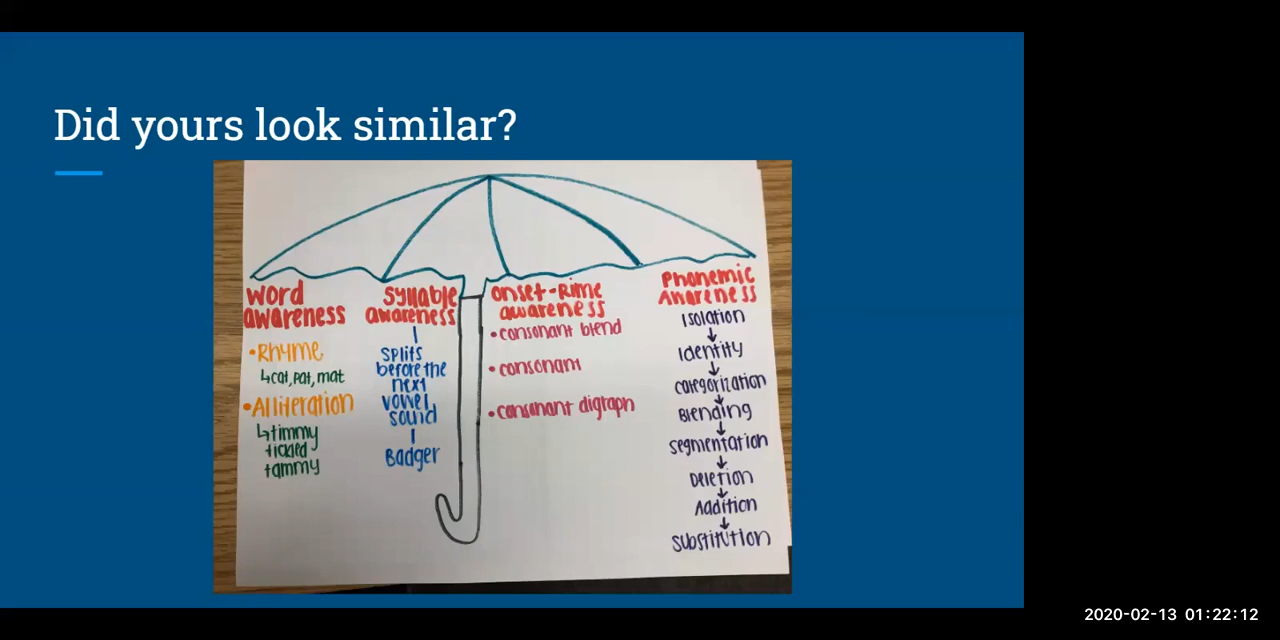 Did yours look similar?
word
awareness
•Rhyme
↳cat, pat, mat
•Alliteration
↳timmy
tickled
tammy
syllable
awareness
splits
before the
next
vowel
sound
Badger
onset-Rime
awareness
•consonant blend
•consonant
•consonant digraph
Phonemic
Awareness
Isolation
Identity
categorization
Blending
segmentation
Deletion
Addition
substitution
2020-02-13 01:22:12